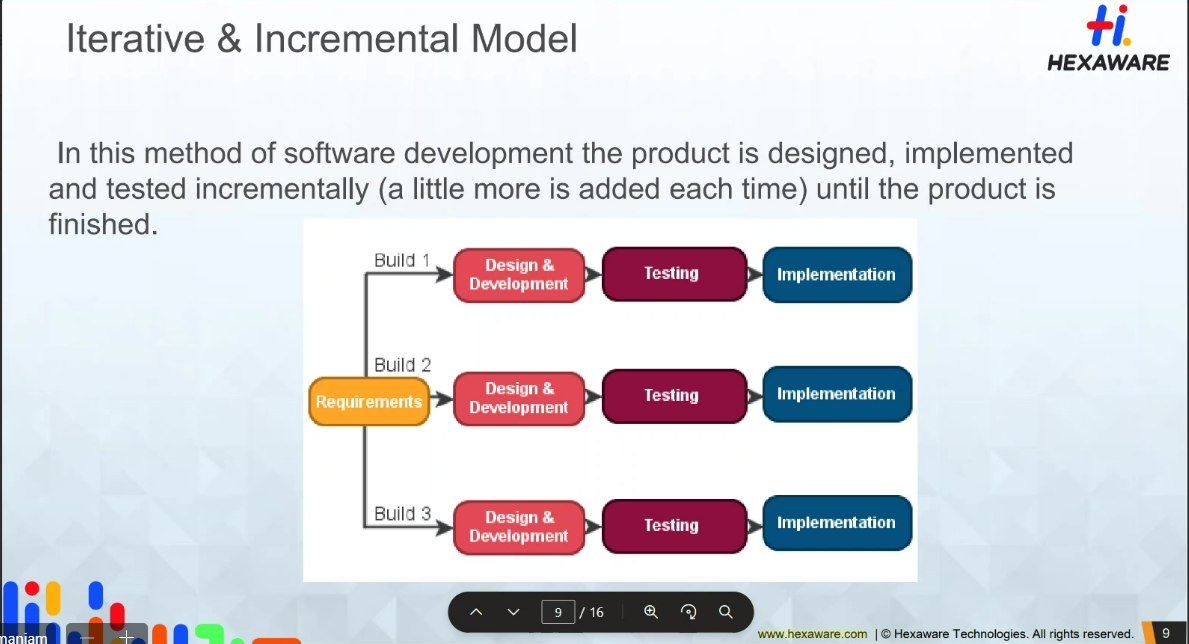 Iterative & Incremental Model
Hi.
HEXAWARE
In this method of software development the product is designed, implemented
and tested incrementally (a little more is added each time) until the product is
finished.
Build 1
Design &
Development
Testing
Implementation
Build 2
Requirements
Design &
Development
Testing
Implementation
Build 3
Design &
Development
Testing
Implementation
9 / 16
maniam
www.hexaware.com | © Hexaware Technologies. All rights reserved. 9